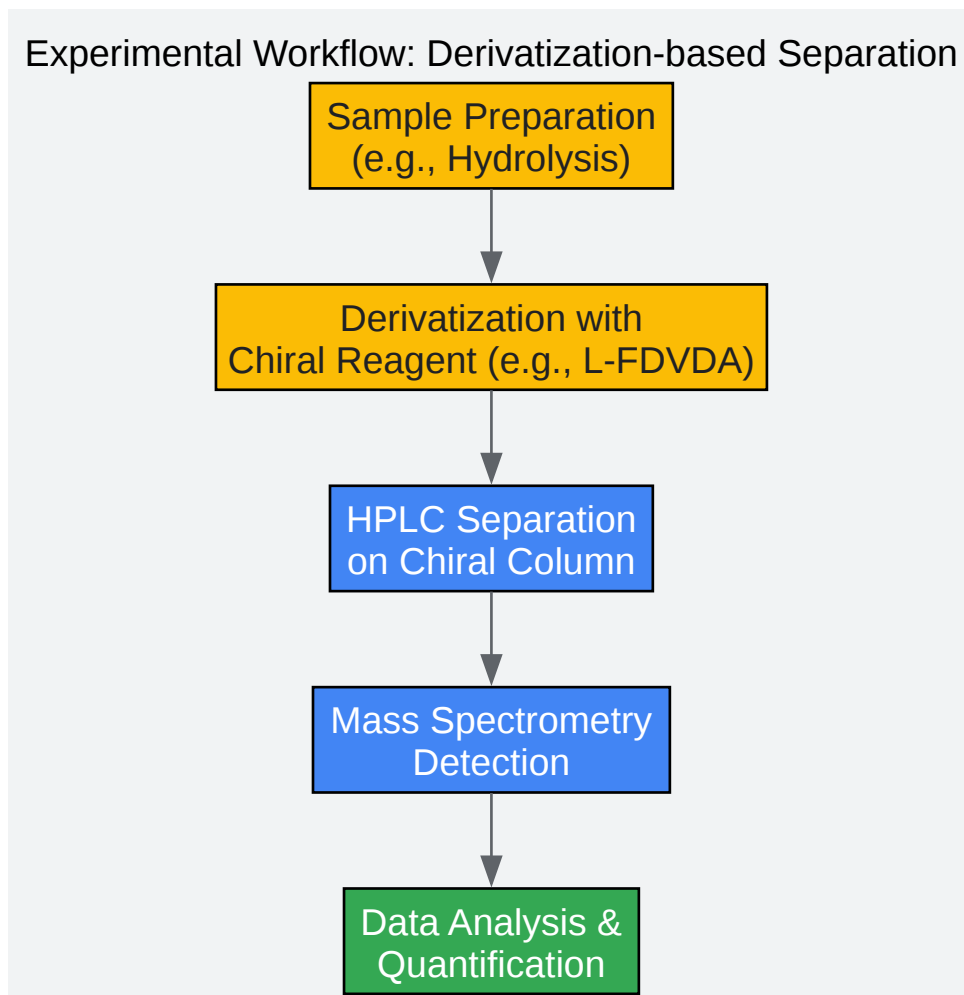 Experimental Workflow: Derivatization-based Separation
Sample Preparation
(e.g., Hydrolysis)
Derivatization with
Chiral Reagent (e.g., L-FDVDA)
HPLC Separation
on Chiral Column
Mass Spectrometry
Detection
Data Analysis &
Quantification